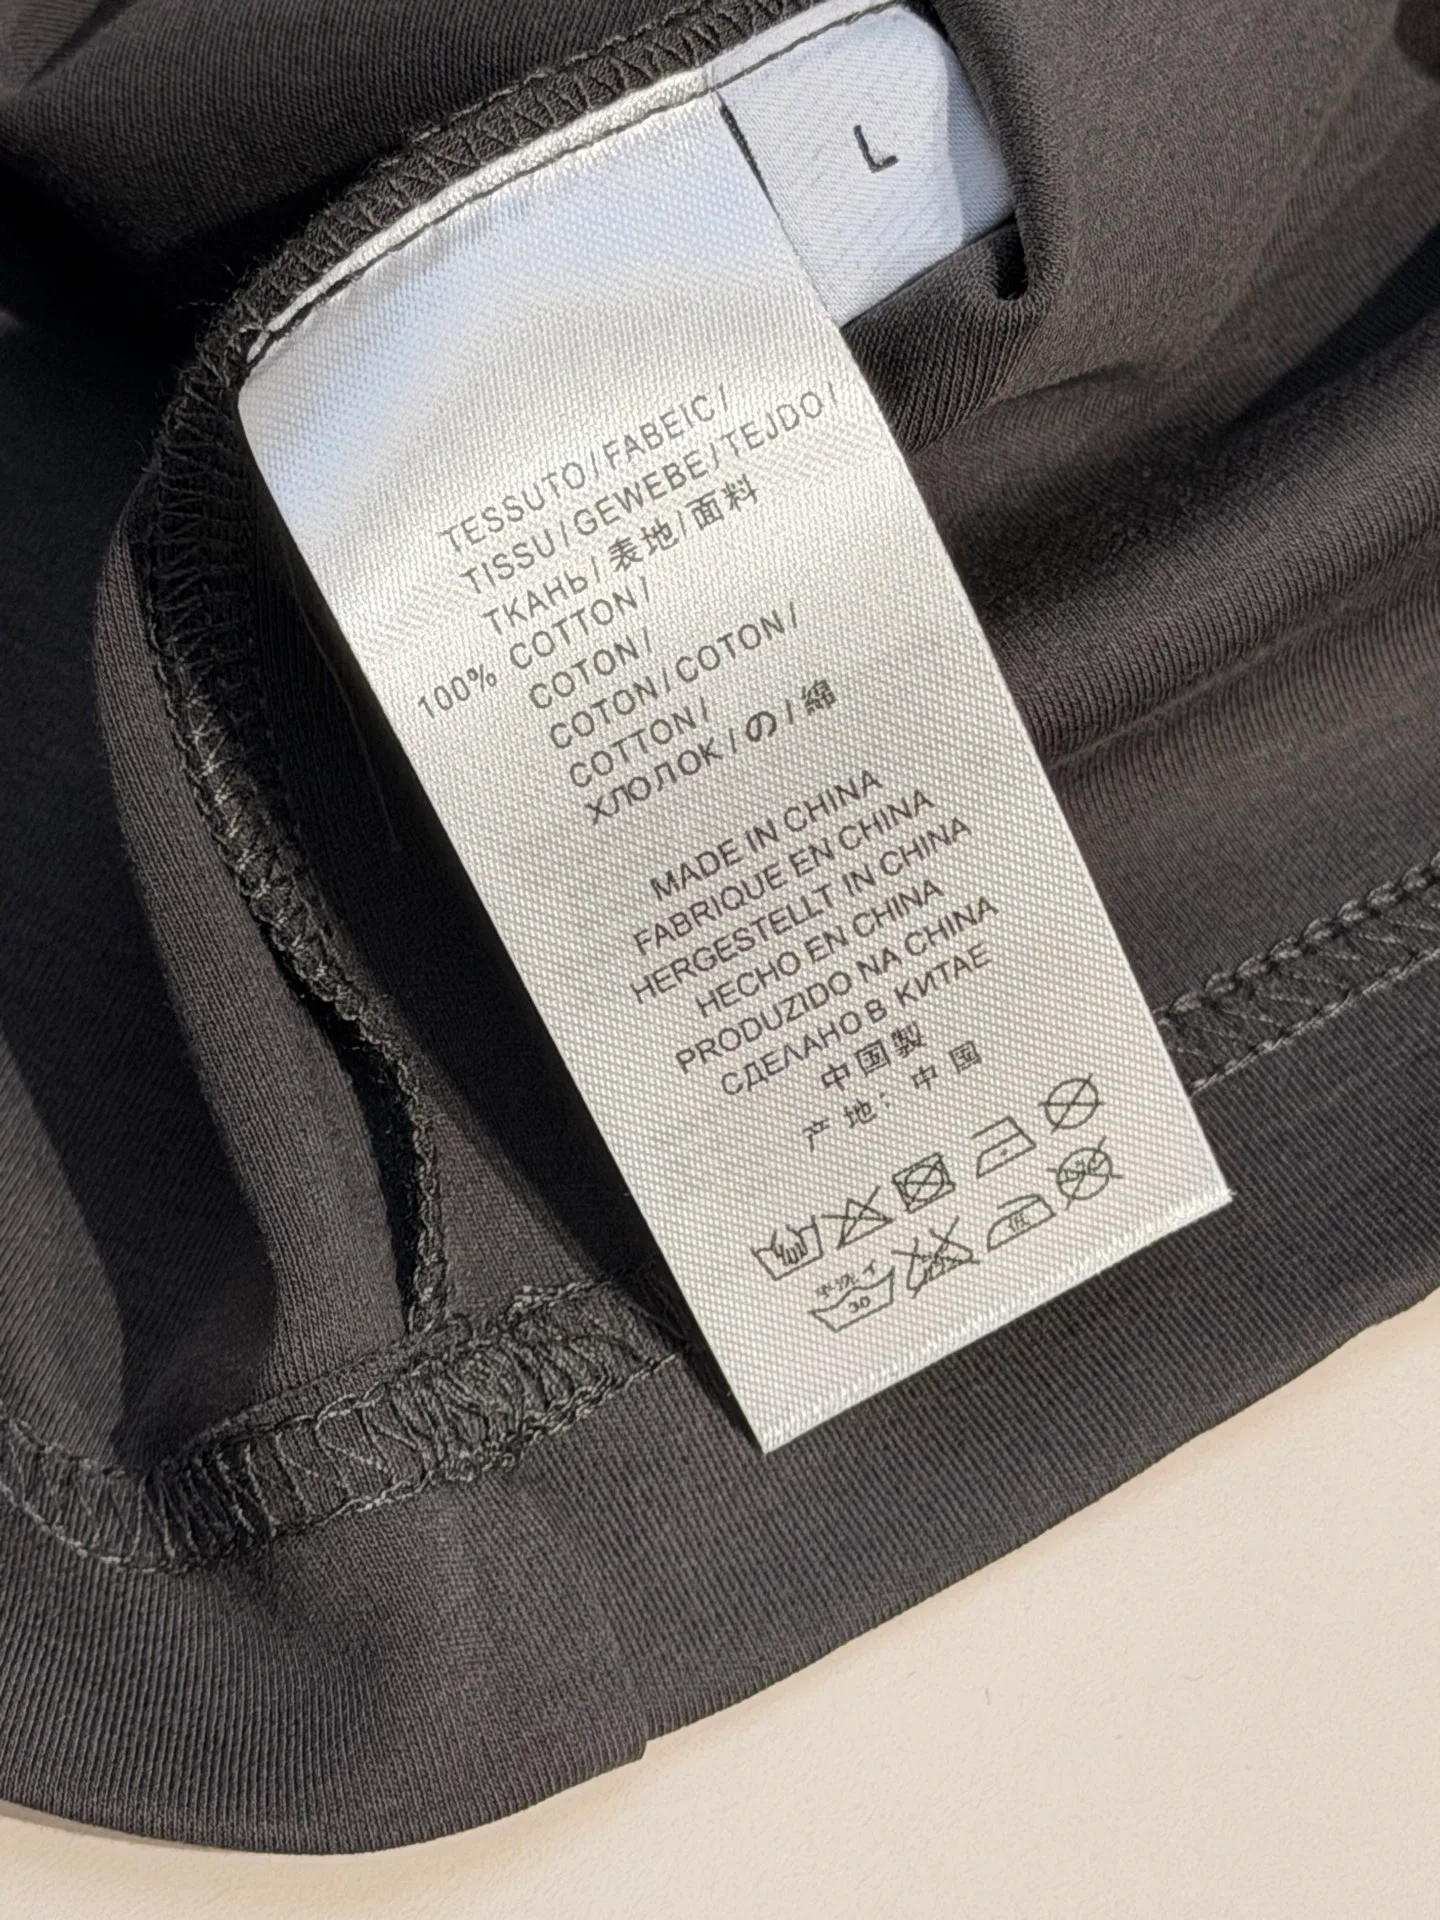 L
TESSUTO/FABEIC/
TISSU/GEWEBE/TEJDO/
ТКАНЬ/表地/面料
100% COTTON/
COTON/
COTON/COTON/
COTTON/
ХЛОЛОК/の/綿
MADE IN CHINA
FABRIQUE EN CHINA
HERGESTELLT IN CHINA
HECHO EN CHINA
PRODUZIDO NA CHINA
СДЕЛАНО В КИТАЕ
中国製
产地：中国
低
30